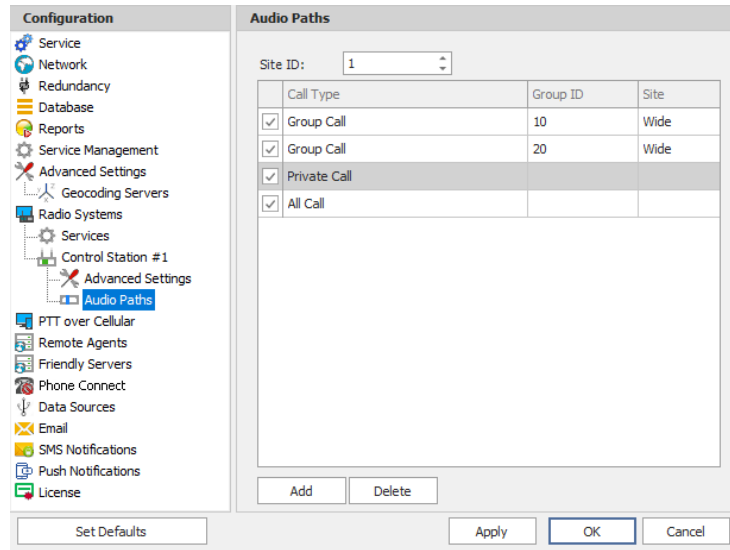 Configuration
Service
Network
Redundancy
Database
Reports
Service Management
Advanced Settings
Geocoding Servers
Radio Systems
Services
Control Station #1
Advanced Settings
Audio Paths
PTT over Cellular
Remote Agents
Friendly Servers
Phone Connect
Data Sources
Email
SMS Notifications
Push Notifications
License
Set Defaults
Audio Paths
Site ID: 1
Call Type Group ID Site
Group Call 10 Wide
Group Call 20 Wide
Private Call
All Call
Add Delete
Apply OK Cancel